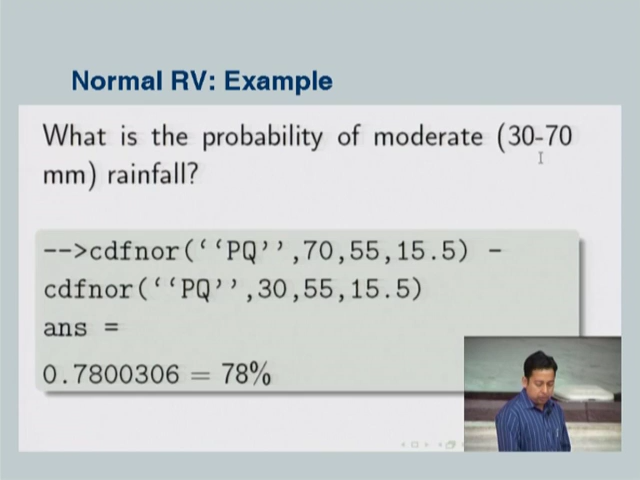 Normal RV: Example
What is the probability of moderate (30-70
mm) rainfall?
-->cdfnor(‘‘PQ’’,70,55,15.5) -
cdfnor(‘‘PQ’’,30,55,15.5)
ans =
0.7800306 = 78%